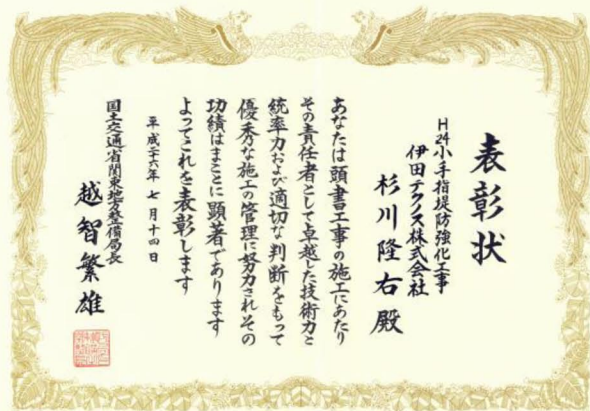 表彰状
H24小手指堤防強化工事
伊田テクノス株式会社
杉川隆右殿
あなたは頭書工事の施工にあたり
その責任者として卓越した技術力と
統率力および適切な判断をもって
優秀な施工の管理に努力されその
功績はまことに顕著であります
よってこれを表彰します
平成二十六年七月十四日
国土交通省関東地方整備局長
越智繁雄